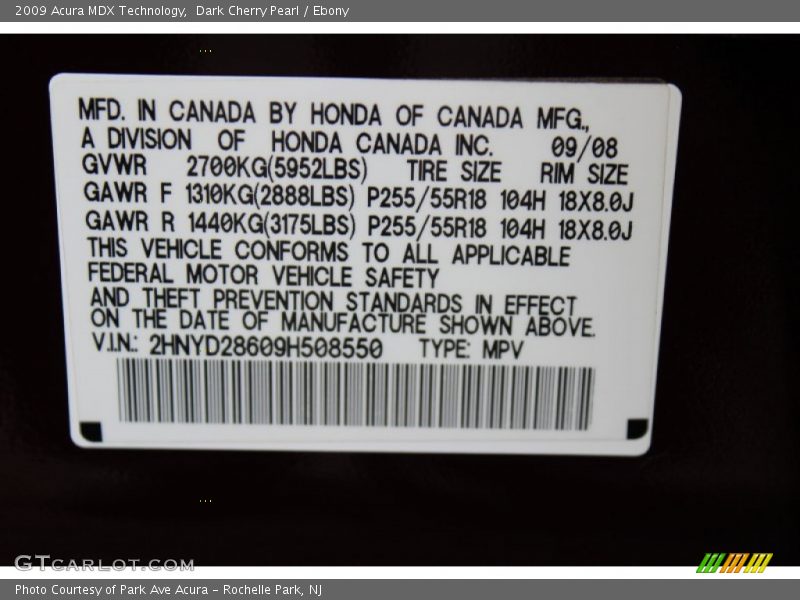 2009 Acura MDX Technology,  Dark Cherry Pearl / Ebony
MFD. IN CANADA BY HONDA OF CANADA MFG.,
A DIVISION OF HONDA CANADA INC. 09/08
GVWR 2700KG(5952LBS) TIRE SIZE RIM SIZE
GAWR F 1310KG(2888LBS) P255/55R18 104H 18X8.0J
GAWR R 1440KG(3175LBS) P255/55R18 104H 18X8.0J
THIS VEHICLE CONFORMS TO ALL APPLICABLE
FEDERAL MOTOR VEHICLE SAFETY
AND THEFT PREVENTION STANDARDS IN EFFECT
ON THE DATE OF MANUFACTURE SHOWN ABOVE.
V.I.N.: 2HNYD28609H508550 TYPE: MPV
GTCARLOT.COM
Photo Courtesy of Park Ave Acura - Rochelle Park, NJ